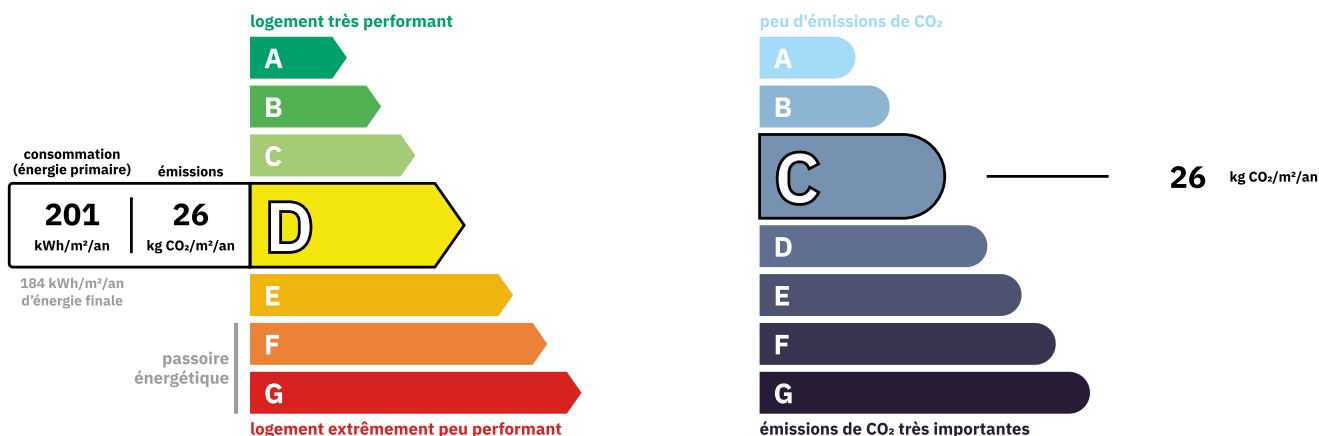 logement très performant
A
B
C
consommation
(énergie primaire)
émissions
201
kWh/m²/an
26
kg CO₂/m²/an
D
184 kWh/m²/an
d'énergie finale
E
passoire
énergétique
F
G
logement extrêmement peu performant
peu d'émissions de CO₂
A
B
C
26 kg CO₂/m²/an
D
E
F
G
émissions de CO₂ très importantes